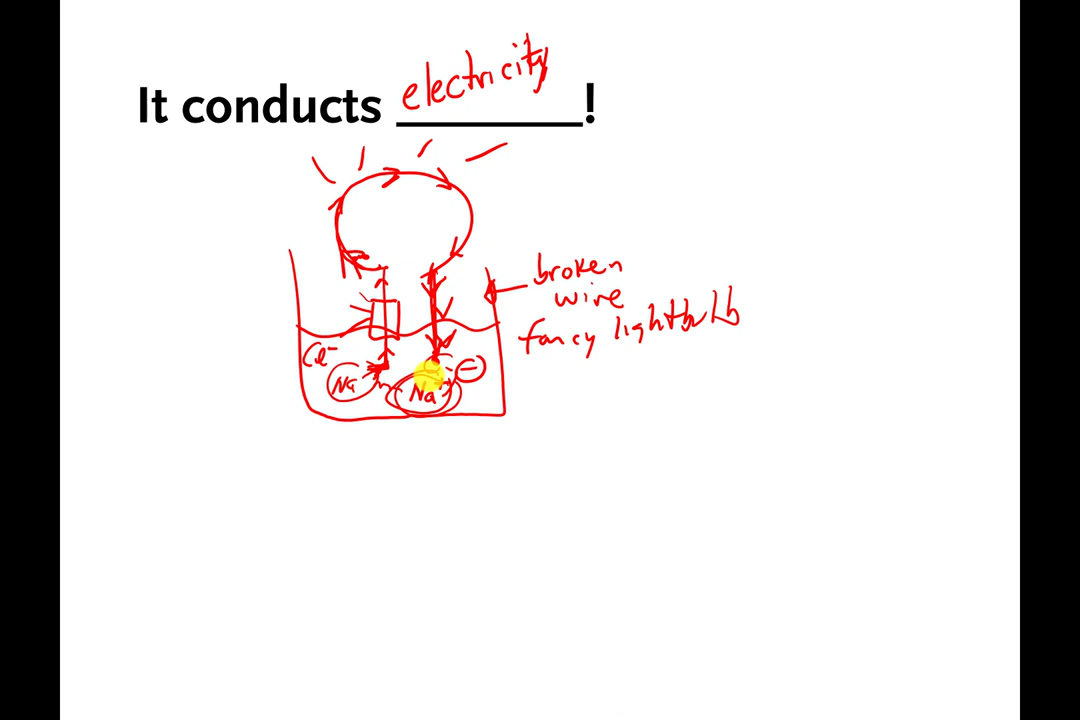 It conducts electricity!
broken
wire
fancy lightbulb
Cl-
Na
Na+
-